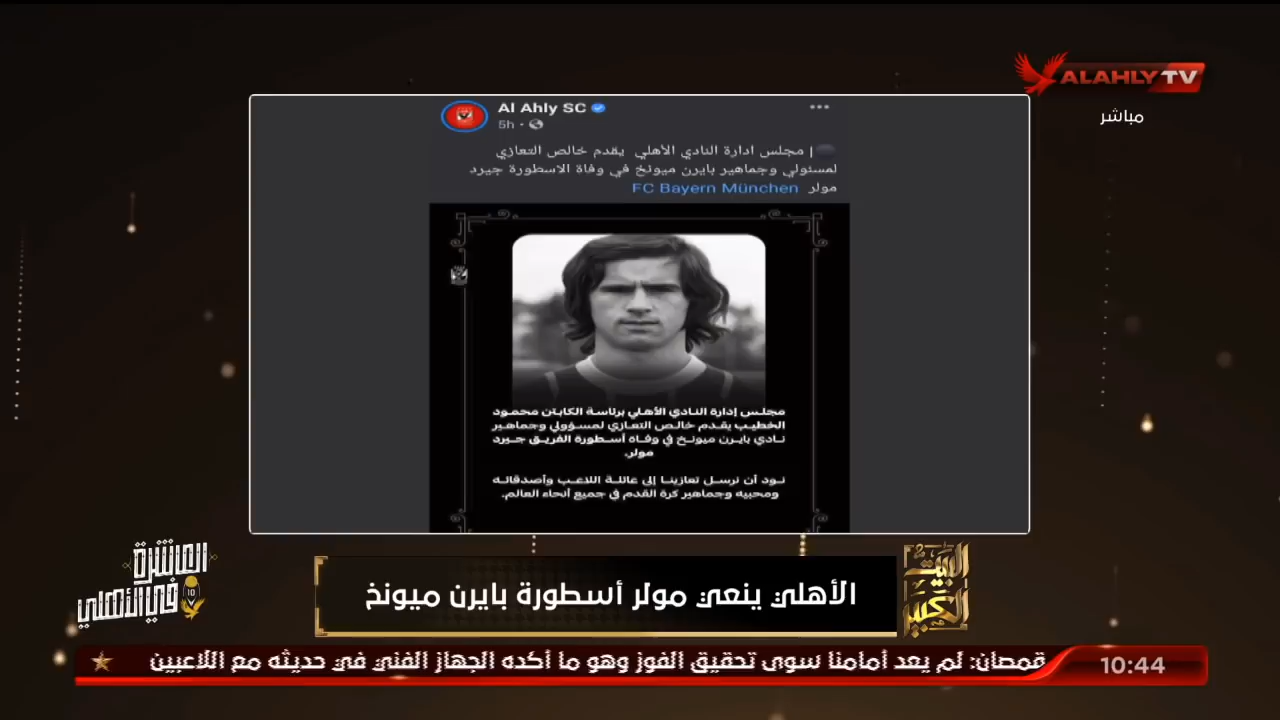 ALAHLY TV
مباشر
Al Ahly SC
5h
| مجلس ادارة النادي الأهلي يقدم خالص التعازي
لمسئولي وجماهير بايرن ميونخ في وفاة الاسطورة جيرد
مولر FC Bayern München
مجلس إدارة النادي الأهلي برئاسة الكابتن محمود
الخطيب يقدم خالص التعازي لمسؤولي وجماهير
نادي بايرن ميونخ في وفاة أسطورة الفريق جيرد
مولر.
نود أن نرسل تعازينا إلى عائلة اللاعب وأصدقائه
ومحبيه وجماهير كرة القدم في جميع أنحاء العالم.
البيت
الكبير
الأهلي ينعي مولر أسطورة بايرن ميونخ
العاشرة
في الأهلي
10
قمصان: لم يعد أمامنا سوى تحقيق الفوز وهو ما أكده الجهاز الفني في حديثه مع اللاعبين
10:44